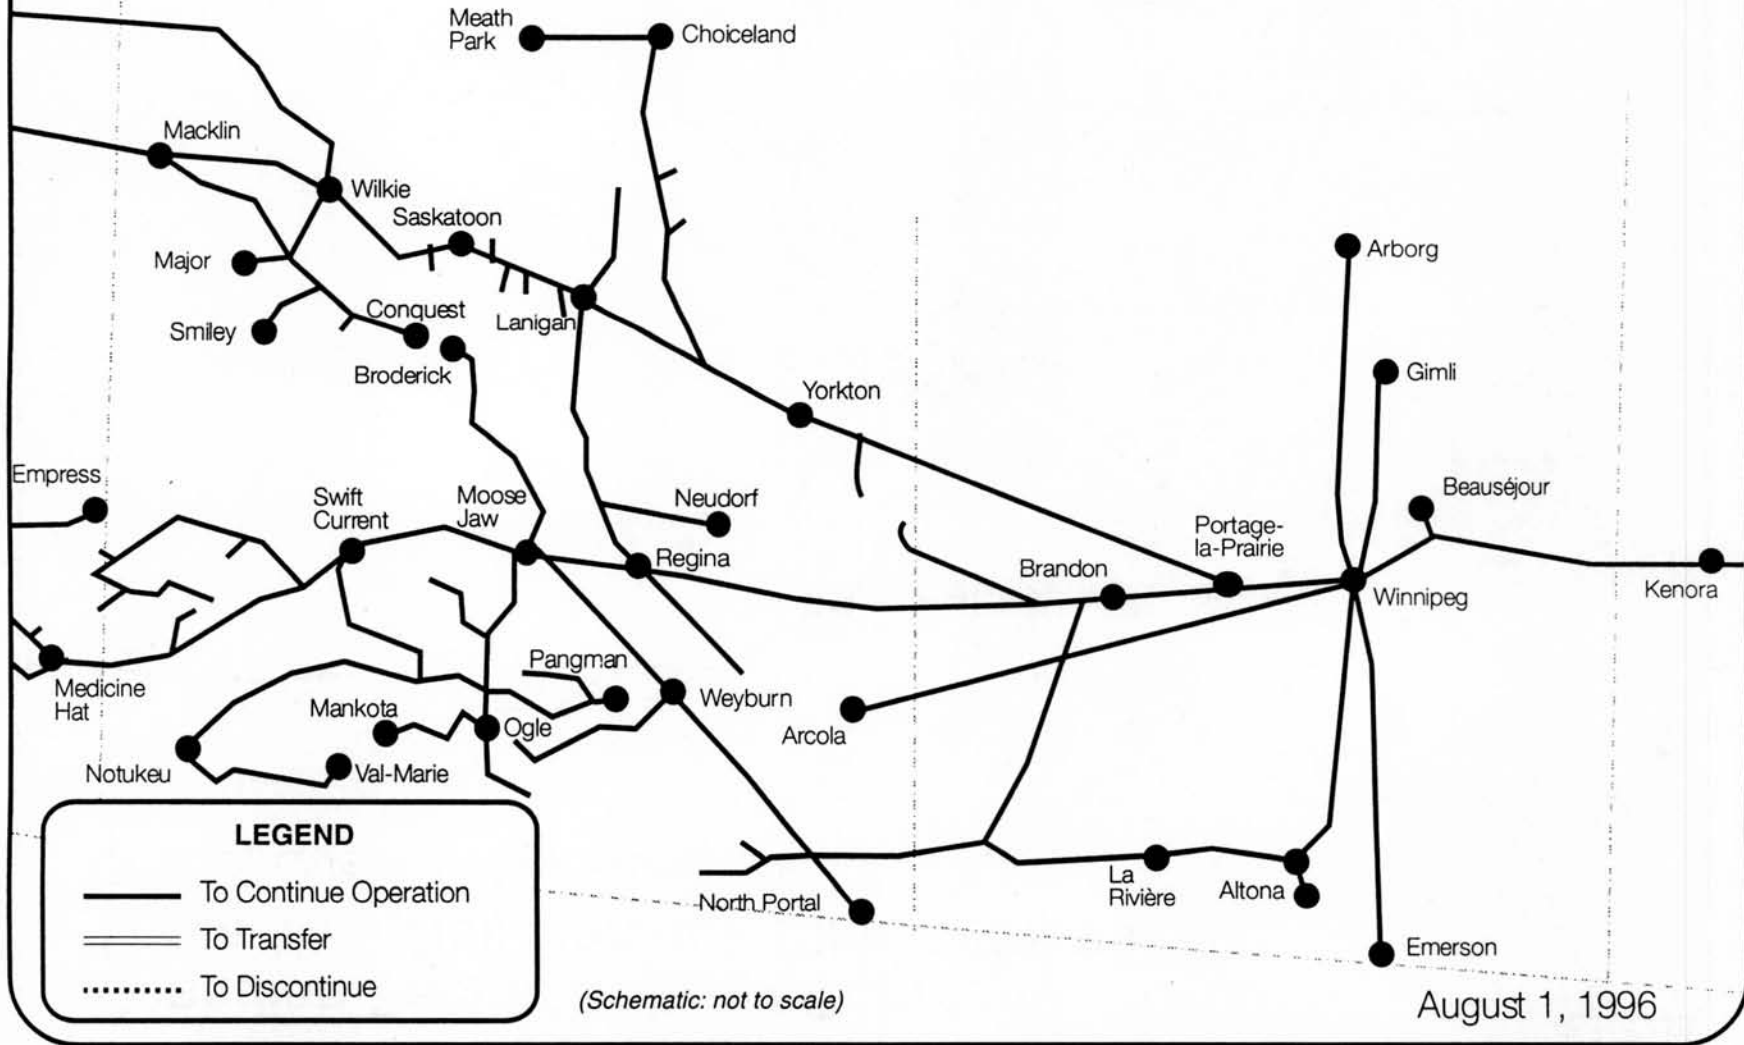 Meath
Park
Choiceland
Macklin
Wilkie
Saskatoon
Arborg
Major
Conquest
Lanigan
Smiley
Broderick
Gimli
Yorkton
Empress
Swift
Current
Moose
Jaw
Neudorf
Beauséjour
Portage-
la-Prairie
Regina
Brandon
Kenora
Winnipeg
Pangman
Medicine
Hat
Mankota
Weyburn
Ogle
Arcola
Notukeu
Val-Marie
LEGEND
To Continue Operation
To Transfer
To Discontinue
North Portal
La
Rivière
Altona
Emerson
(Schematic: not to scale)
August 1, 1996